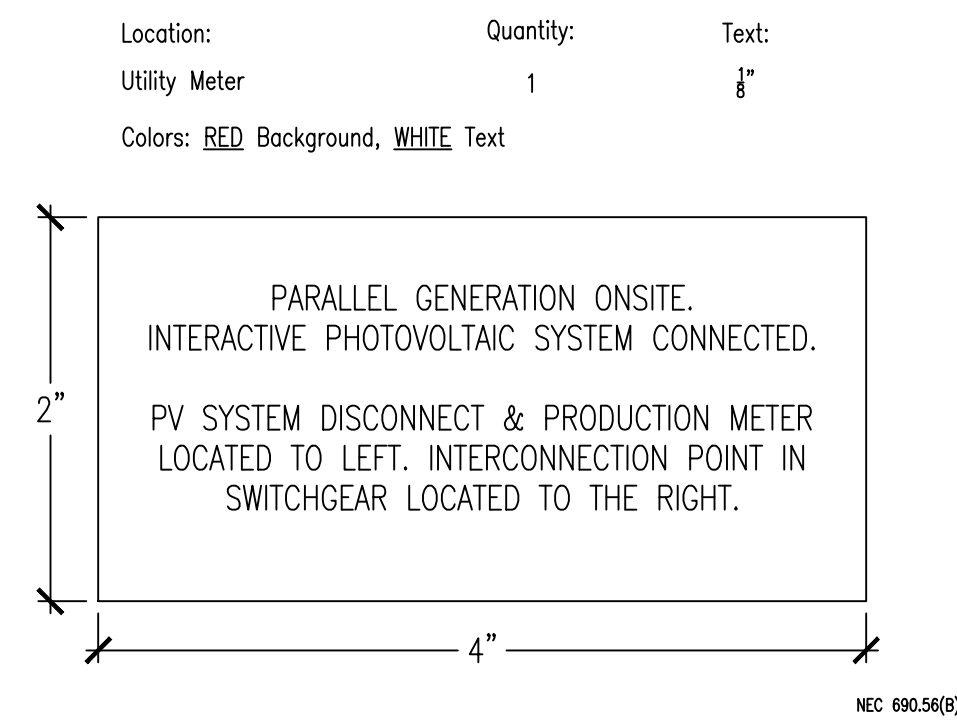 Location: Quantity: Text:
Utility Meter 1 1/8"
Colors: RED Background, WHITE Text
PARALLEL GENERATION ONSITE.
INTERACTIVE PHOTOVOLTAIC SYSTEM CONNECTED.
PV SYSTEM DISCONNECT & PRODUCTION METER
LOCATED TO LEFT. INTERCONNECTION POINT IN
SWITCHGEAR LOCATED TO THE RIGHT.
2"
4"
NEC 690.56(B)